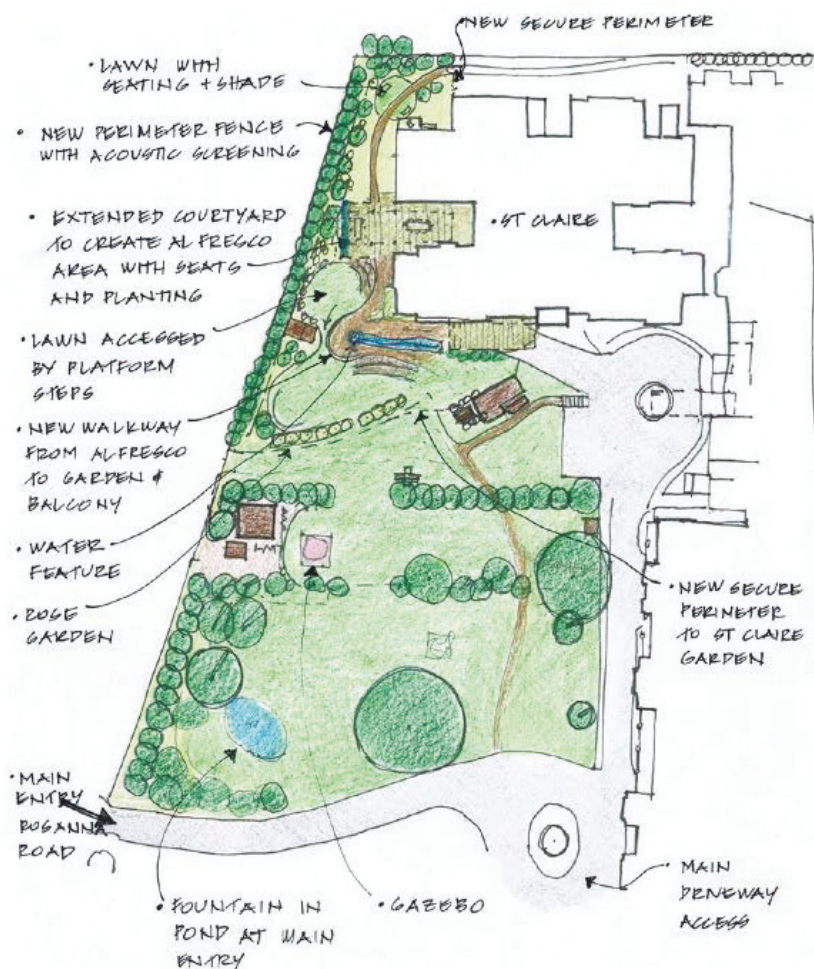 • NEW SECURE PERIMETER
• LAWN WITH
SEATING + SHADE
• NEW PERIMETER FENCE
WITH ACOUSTIC SCREENING
• EXTENDED COURTYARD
TO CREATE ALFRESCO
AREA WITH SEATS
AND PLANTING
• ST CLAIRE
• LAWN ACCESSED
BY PLATFORM
STEPS
• NEW WALKWAY
FROM ALFRESCO
TO GARDEN &
BALCONY
• WATER
FEATURE
• ROSE
GARDEN
• NEW SECURE
PERIMETER
TO ST CLAIRE
GARDEN
• MAIN
ENTRY
ROSANNA
ROAD
• FOUNTAIN IN
POND AT MAIN
ENTRY
• GAZEBO
• MAIN
DRIVEWAY
ACCESS